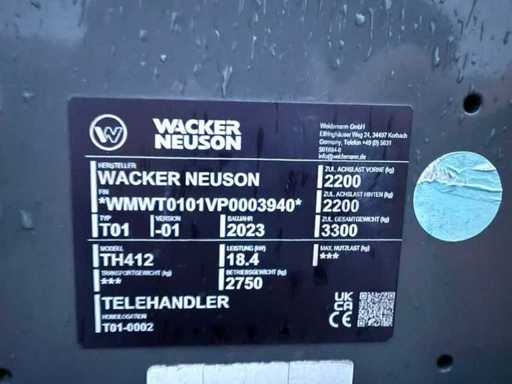 WACKER
NEUSON
Weidemann GmbH
Elfringhäuser Weg 24, 34497 Korbach
Germany, Telefon +49 (0) 5631
info@weidemann.de
HERSTELLER
WACKER NEUSON
ZUL. ACHSLAST VORNE (kg)
2200
FIN
*WMWT0101VP0003940*
ZUL. ACHSLAST HINTEN (kg)
2200
TYP VERSION BAUJAHR ZUL. GESAMTGEWICHT (kg)
T01 -01 2023 3300
MODELL LEISTUNG (kW) MAX. NUTZLAST (kg)
TH412 18.4 ***
TRANSPORTGEWICHT (kg) BETRIEBSGEWICHT (kg)
*** 2750
TELEHANDLER
T01-0002
UK
CA
CE